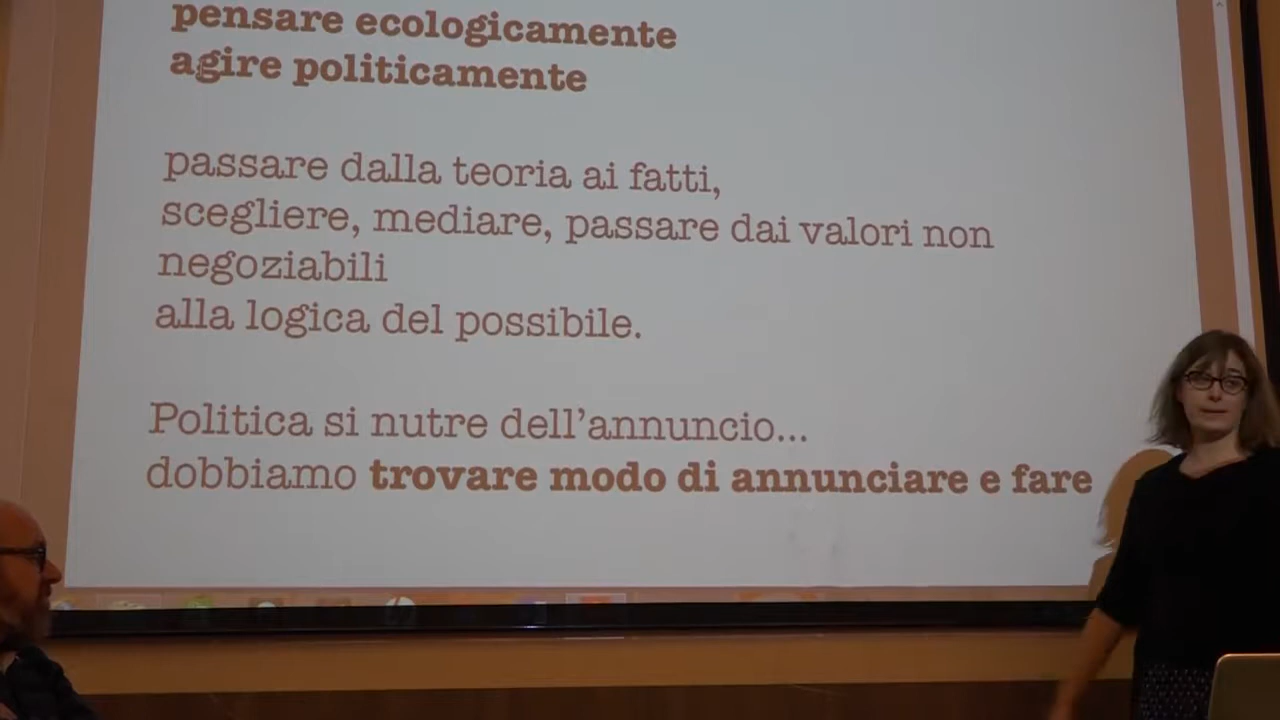 pensare ecologicamente
agire politicamente
passare dalla teoria ai fatti,
scegliere, mediare, passare dai valori non
negoziabili
alla logica del possibile.
Politica si nutre dell'annuncio...
dobbiamo trovare modo di annunciare e fare